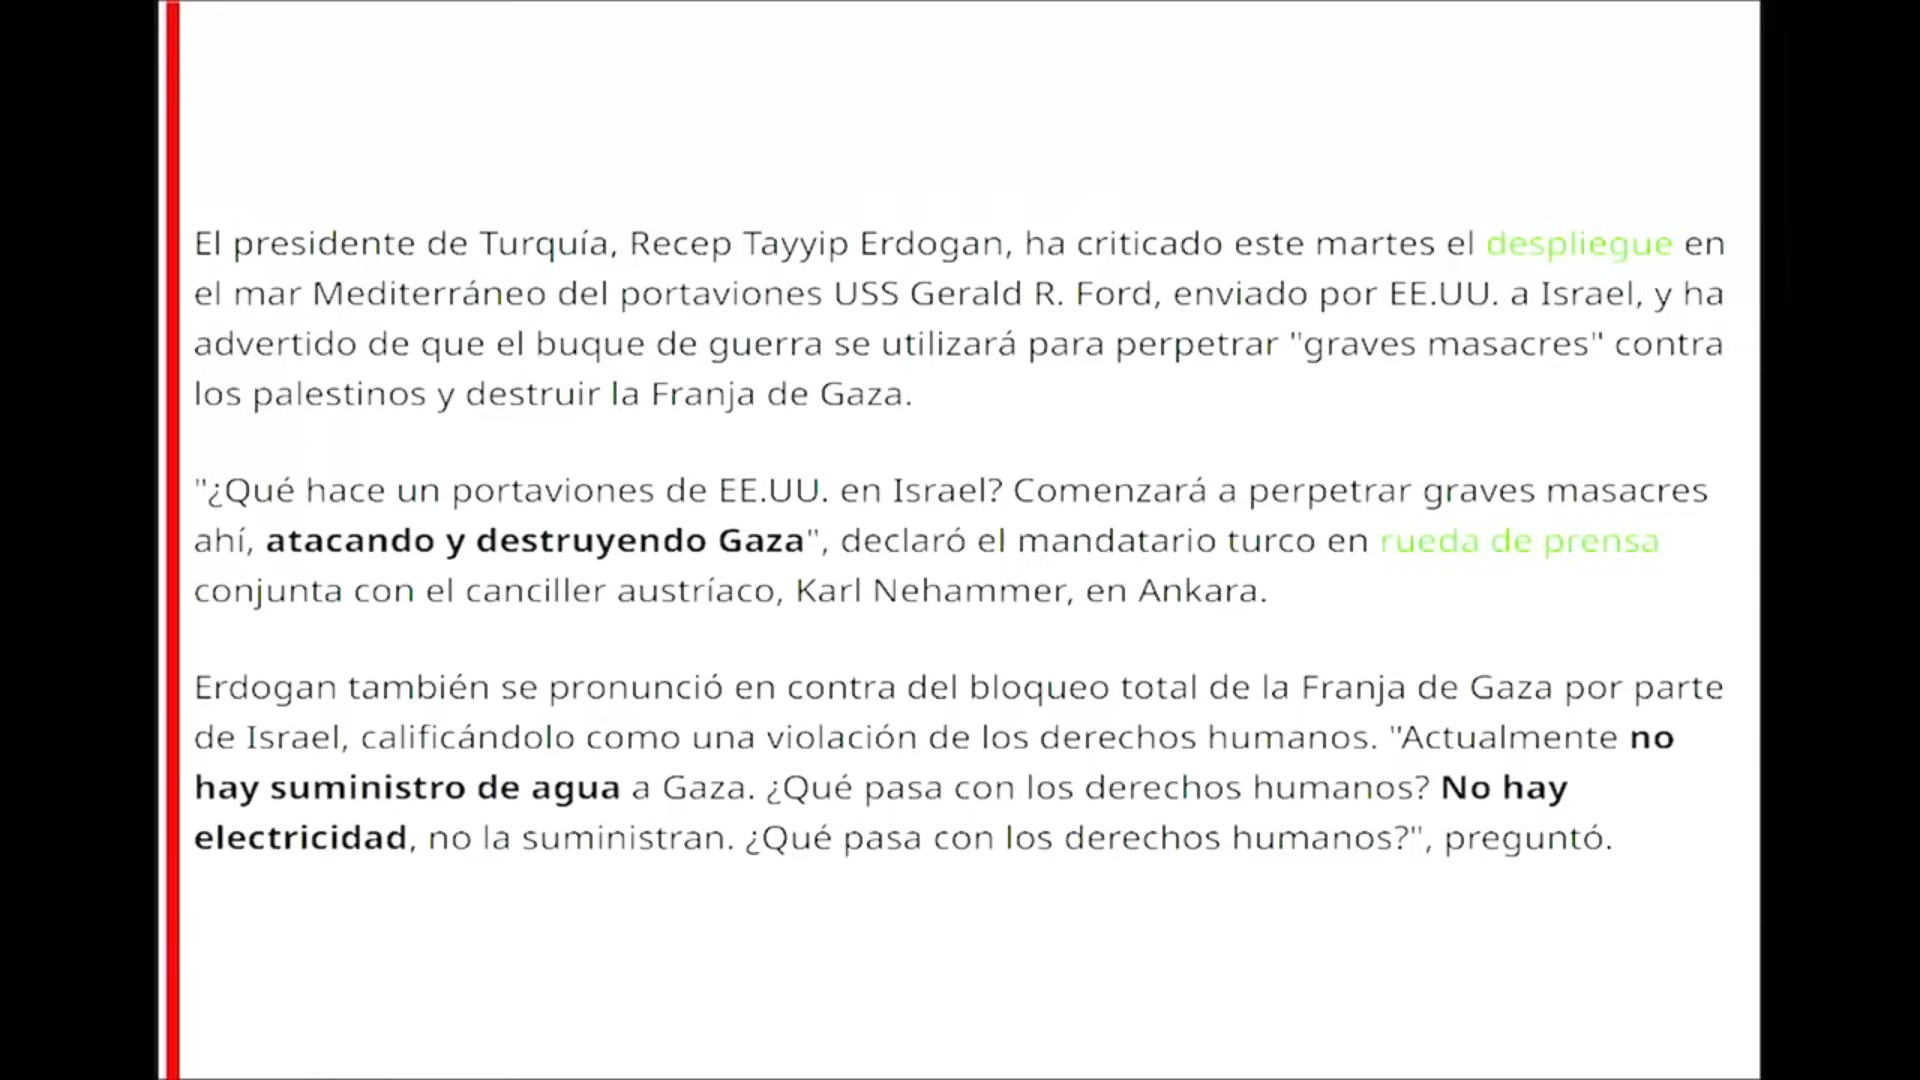 El presidente de Turquía, Recep Tayyip Erdogan, ha criticado este martes el despliegue en
el mar Mediterráneo del portaviones USS Gerald R. Ford, enviado por EE.UU. a Israel, y ha
advertido de que el buque de guerra se utilizará para perpetrar "graves masacres" contra
los palestinos y destruir la Franja de Gaza.
"¿Qué hace un portaviones de EE.UU. en Israel? Comenzará a perpetrar graves masacres
ahí, atacando y destruyendo Gaza", declaró el mandatario turco en rueda de prensa
conjunta con el canciller austríaco, Karl Nehammer, en Ankara.
Erdogan también se pronunció en contra del bloqueo total de la Franja de Gaza por parte
de Israel, calificándolo como una violación de los derechos humanos. "Actualmente no
hay suministro de agua a Gaza. ¿Qué pasa con los derechos humanos? No hay
electricidad, no la suministran. ¿Qué pasa con los derechos humanos?", preguntó.